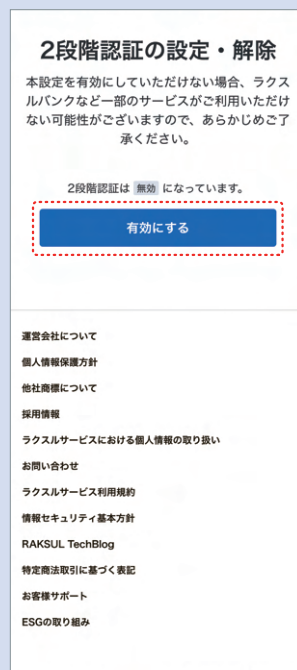 2段階認証の設定・解除
本設定を有効にしていただけない場合、ラクス
ルバンクなど一部のサービスがご利用いただけ
ない可能性がございますので、あらかじめご了
承ください。
2段階認証は 無効 になっています。
有効にする
運営会社について
個人情報保護方針
他社商標について
採用情報
ラクスルサービスにおける個人情報の取り扱い
お問い合わせ
ラクスルサービス利用規約
情報セキュリティ基本方針
RAKSUL TechBlog
特定商法取引に基づく表記
お客様サポート
ESGの取り組み